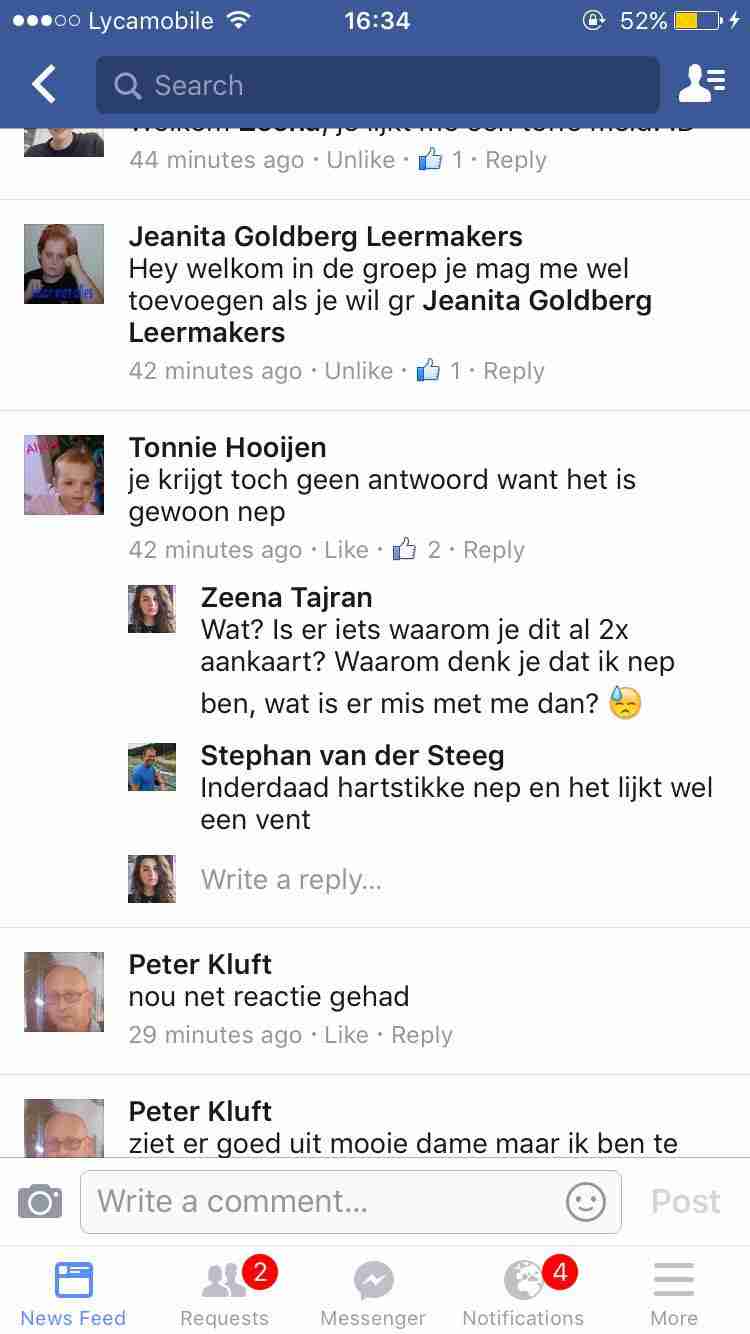 Lycamobile 16:34 52%
Search
44 minutes ago · Unlike · 1 · Reply
Jeanita Goldberg Leermakers
Hey welkom in de groep je mag me wel
toevoegen als je wil gr Jeanita Goldberg
Leermakers
42 minutes ago · Unlike · 1 · Reply
Tonnie Hooijen
je krijgt toch geen antwoord want het is
gewoon nep
42 minutes ago · Like · 2 · Reply
Zeena Tajran
Wat? Is er iets waarom je dit al 2x
aankaart? Waarom denk je dat ik nep
ben, wat is er mis met me dan? 😓
Stephan van der Steeg
Inderdaad hartstikke nep en het lijkt wel
een vent
Write a reply...
Peter Kluft
nou net reactie gehad
29 minutes ago · Like · Reply
Peter Kluft
ziet er goed uit mooie dame maar ik ben te
Write a comment... Post
2 4
News Feed Requests Messenger Notifications More